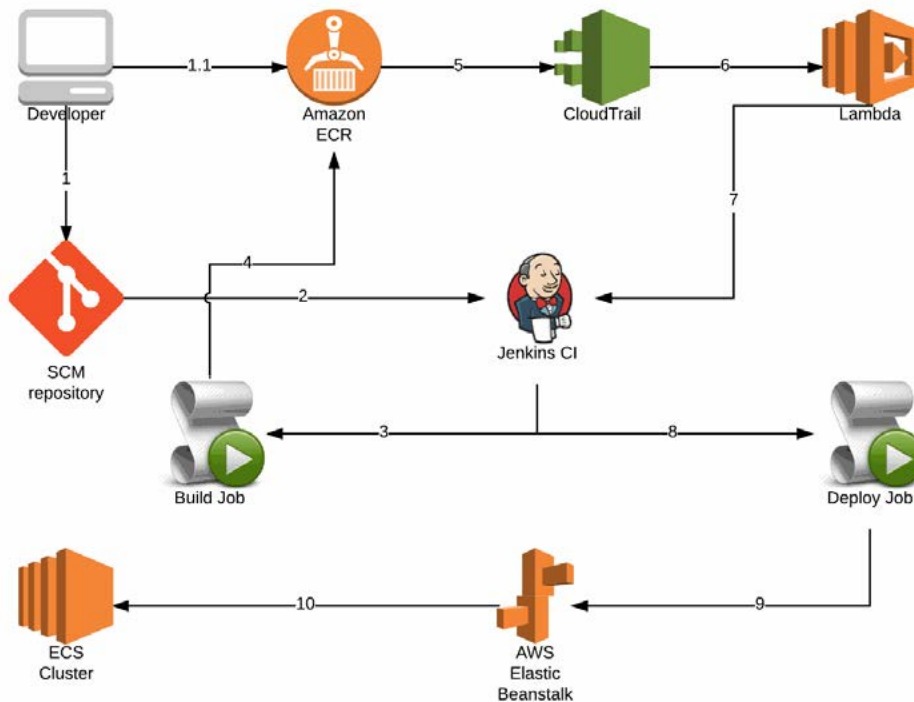 1.1
5
6
Developer
Amazon
ECR
CloudTrail
Lambda
1
7
4
2
SCM
repository
Jenkins CI
3
8
Build Job
Deploy Job
10
9
ECS
Cluster
AWS
Elastic
Beanstalk